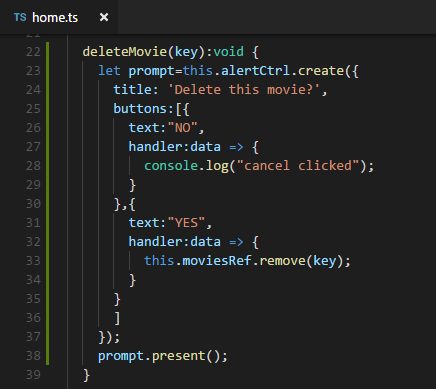 TS home.ts ×
22 deleteMovie(key):void {
23 let prompt=this.alertCtrl.create({
24 title: 'Delete this movie?',
25 buttons:[{
26 text:"NO",
27 handler:data => {
28 console.log("cancel clicked");
29 }
30 },{
31 text:"YES",
32 handler:data => {
33 this.moviesRef.remove(key);
34 }
35 }
36 ]
37 });
38 prompt.present();
39 }